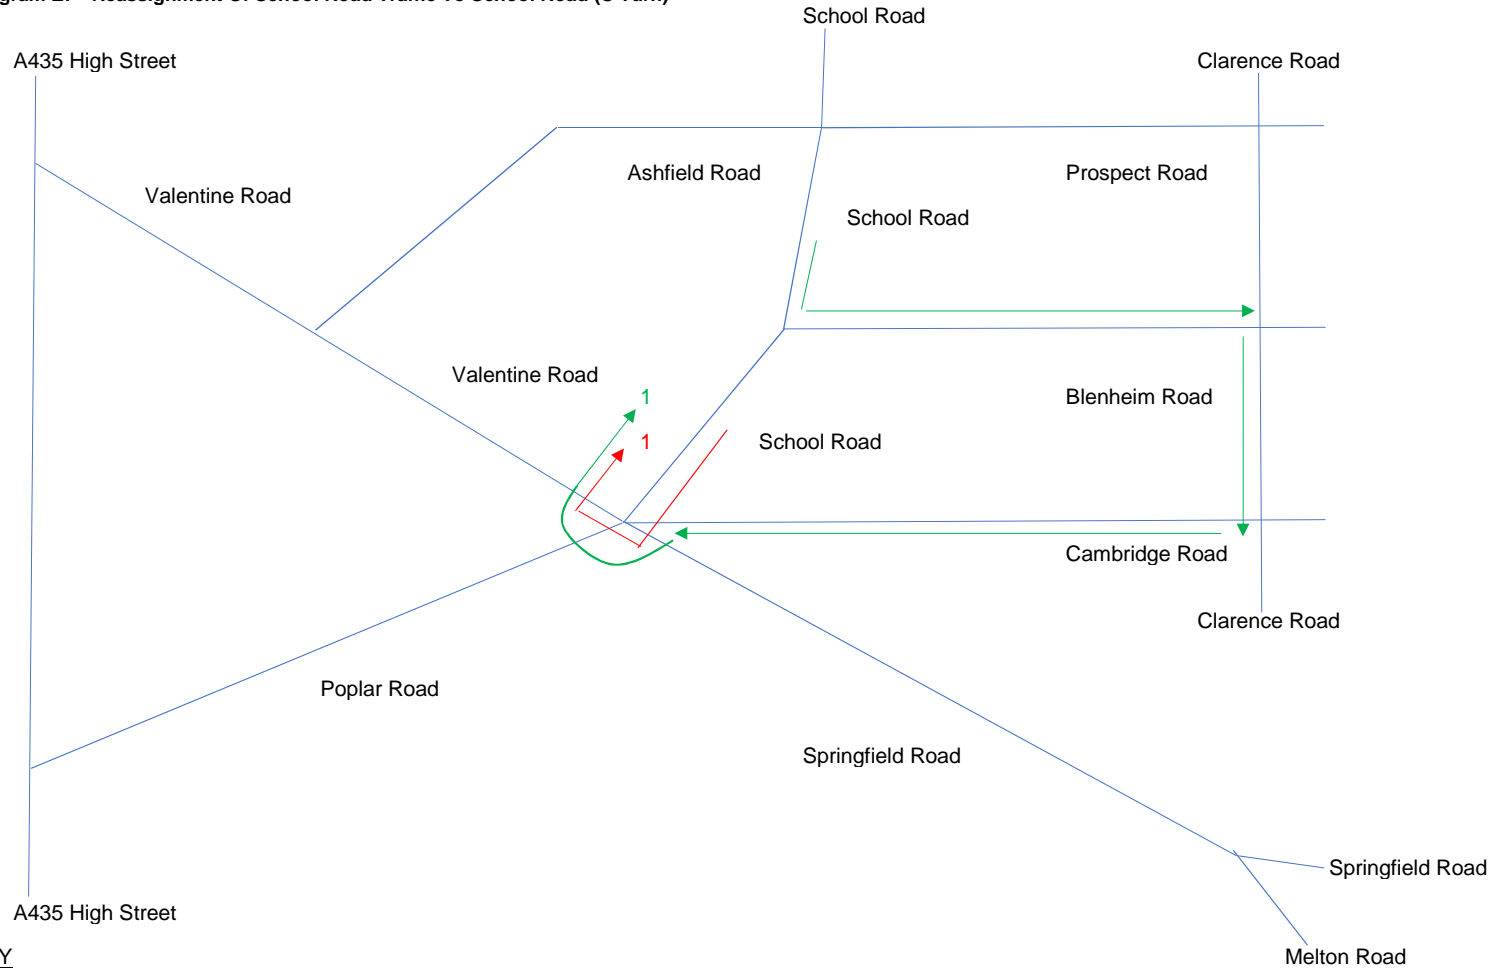 School Road
A435 High Street
Clarence Road
Valentine Road
Ashfield Road
Prospect Road
School Road
Valentine Road
1
Blenheim Road
1
School Road
Cambridge Road
Clarence Road
Poplar Road
Springfield Road
Springfield Road
A435 High Street
Melton Road